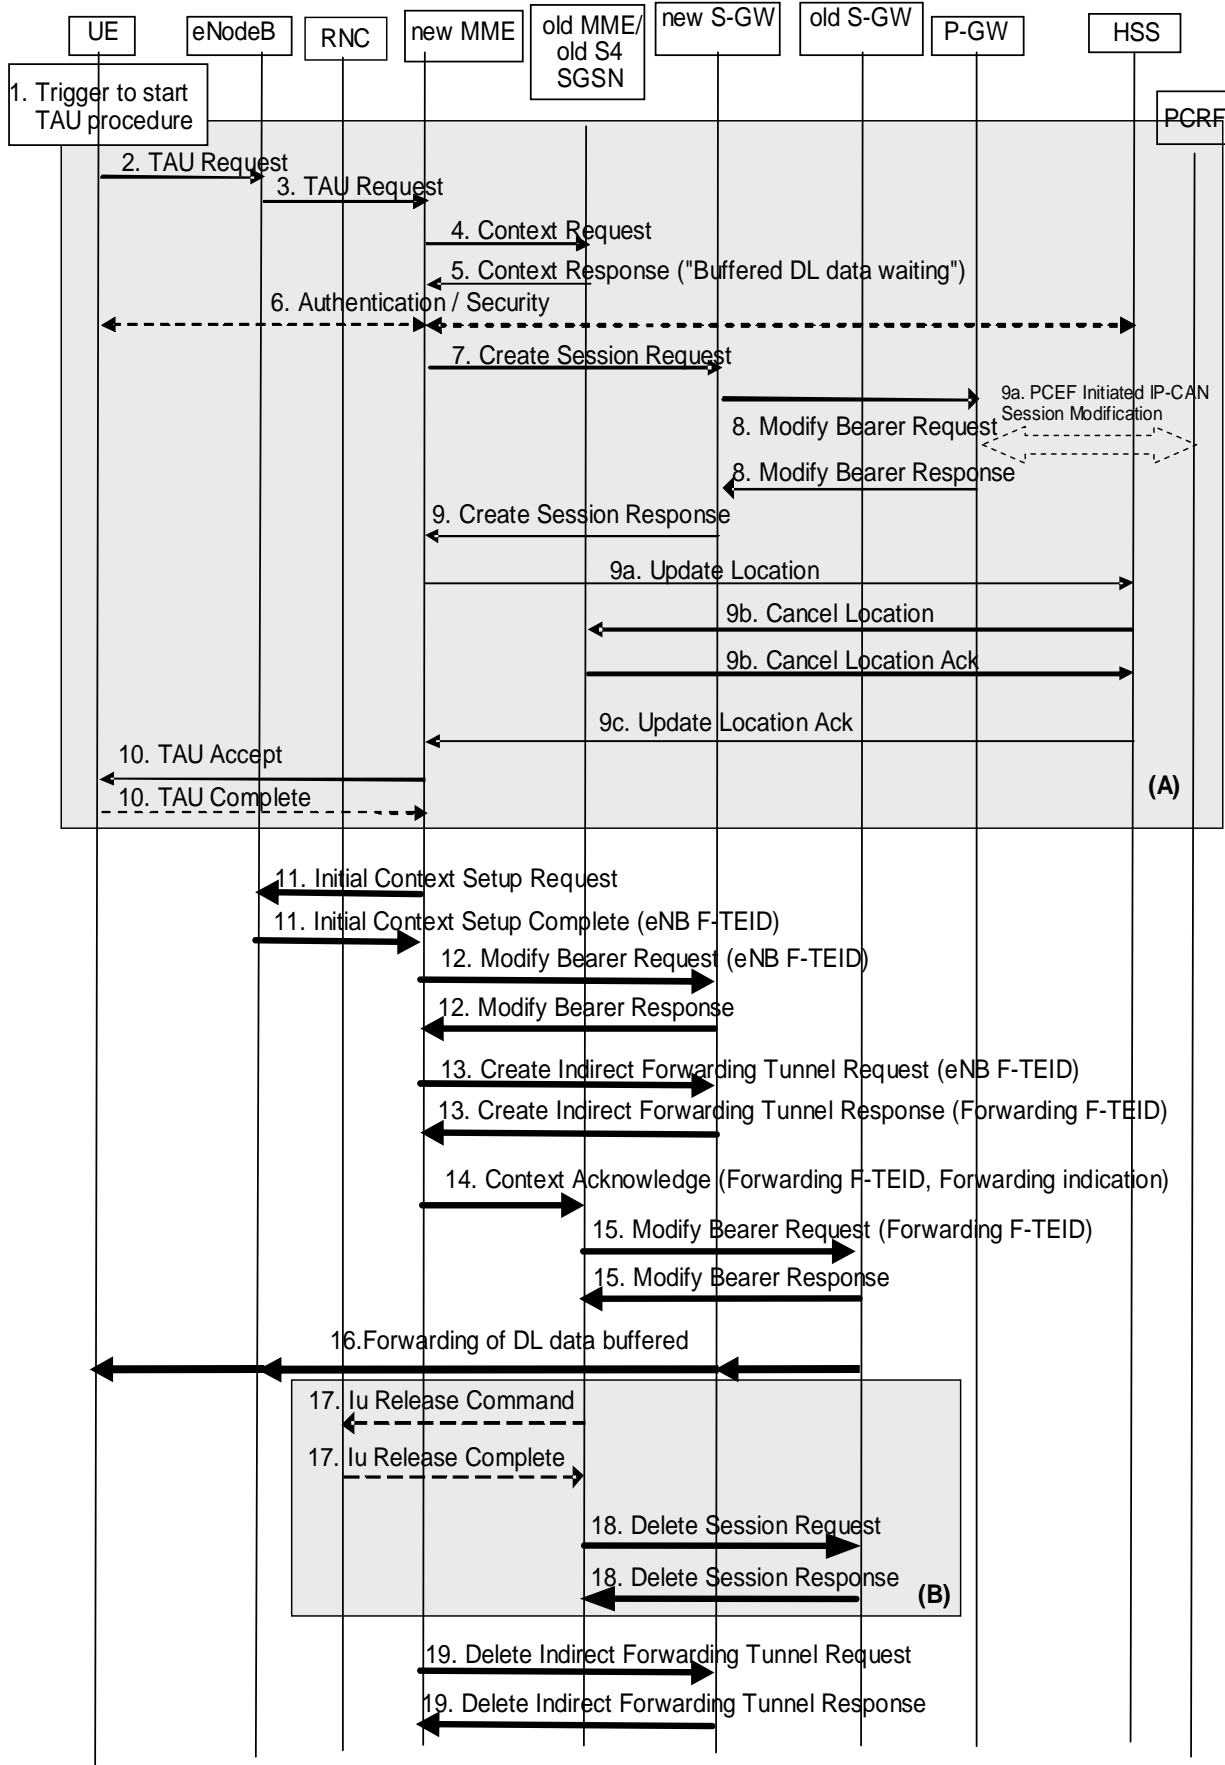 UE
eNodeB
RNC
new MME
old MME/
old S4
SGSN
new S-GW
old S-GW
P-GW
HSS
PCRF
1. Trigger to start
TAU procedure
2. TAU Request
3. TAU Request
4. Context Request
5. Context Response ("Buffered DL data waiting")
6. Authentication / Security
7. Create Session Request
9a. PCEF Initiated IP-CAN
Session Modification
8. Modify Bearer Request
8. Modify Bearer Response
9. Create Session Response
9a. Update Location
9b. Cancel Location
9b. Cancel Location Ack
9c. Update Location Ack
10. TAU Accept
10. TAU Complete
(A)
11. Initial Context Setup Request
11. Initial Context Setup Complete (eNB F-TEID)
12. Modify Bearer Request (eNB F-TEID)
12. Modify Bearer Response
13. Create Indirect Forwarding Tunnel Request (eNB F-TEID)
13. Create Indirect Forwarding Tunnel Response (Forwarding F-TEID)
14. Context Acknowledge (Forwarding F-TEID, Forwarding indication)
15. Modify Bearer Request (Forwarding F-TEID)
15. Modify Bearer Response
16.Forwarding of DL data buffered
17. Iu Release Command
17. Iu Release Complete
18. Delete Session Request
18. Delete Session Response
(B)
19. Delete Indirect Forwarding Tunnel Request
19. Delete Indirect Forwarding Tunnel Response